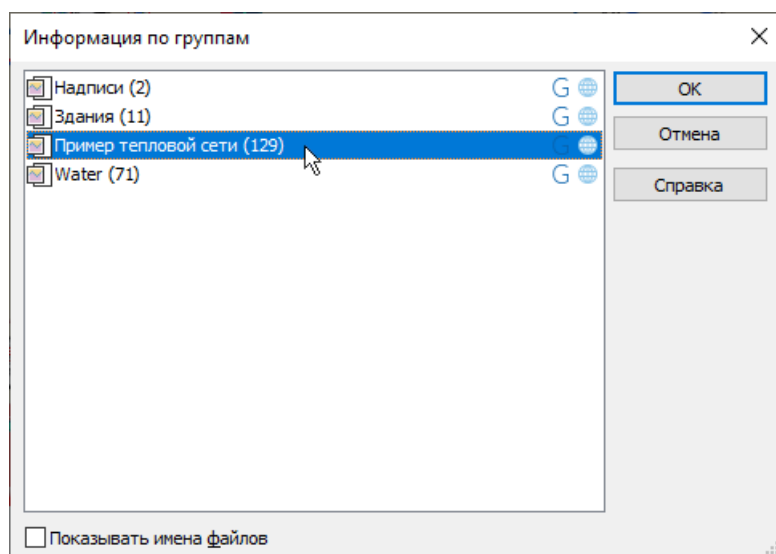 Информация по группам
Надписи (2) G
Здания (11) G
Пример тепловой сети (129) G
Water (71) G
OK
Отмена
Справка
Показывать имена файлов